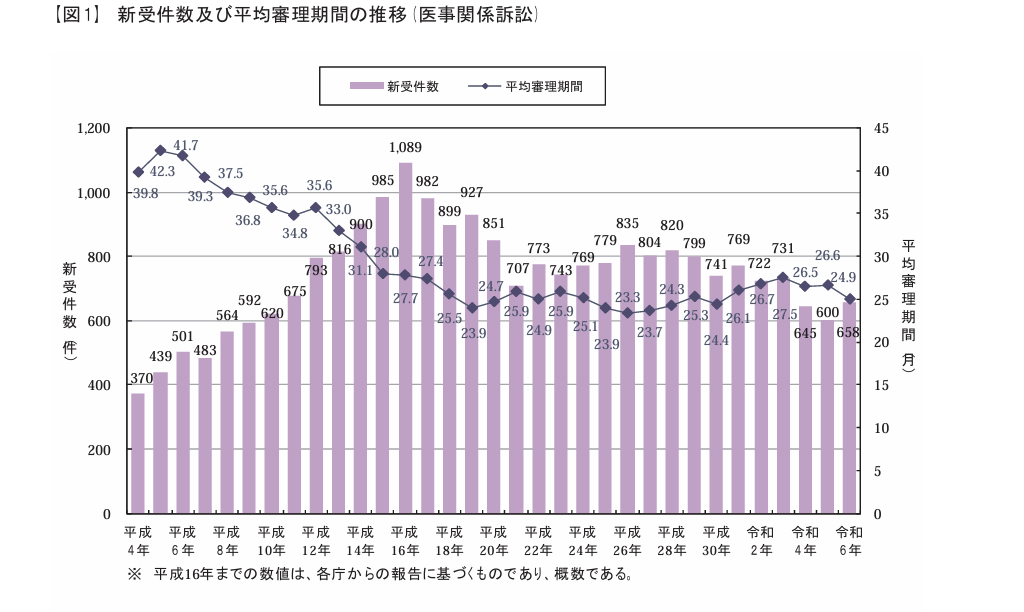 【図1】 新受件数及び平均審理期間の推移（医事関係訴訟）
新受件数 平均審理期間
1,200
1,000
800
600
400
200
0
新受件数（件）
45
40
35
30
25
20
15
10
5
0
平均審理期間（月）
370 439 501 483 564 592 620 675 793 816 900 985 1,089 982 899 927 851 707 773 743 769 779 835 804 820 799 741 769 722 731 645 600 658
39.8 42.3 41.7 39.3 37.5 36.8 35.6 34.8 35.6 33.0 31.1 28.0 27.7 27.4 25.5 23.9 24.7 25.9 24.9 25.9 25.1 23.9 23.3 23.7 24.3 25.3 24.4 26.1 26.7 27.5 26.5 26.6 24.9
平成 平成 平成 平成 平成 平成 平成 平成 平成 平成 平成 平成 平成 平成 令和 令和 令和
4年 6年 8年 10年 12年 14年 16年 18年 20年 22年 24年 26年 28年 30年 2年 4年 6年
※ 平成16年までの数値は、各庁からの報告に基づくものであり、概数である。